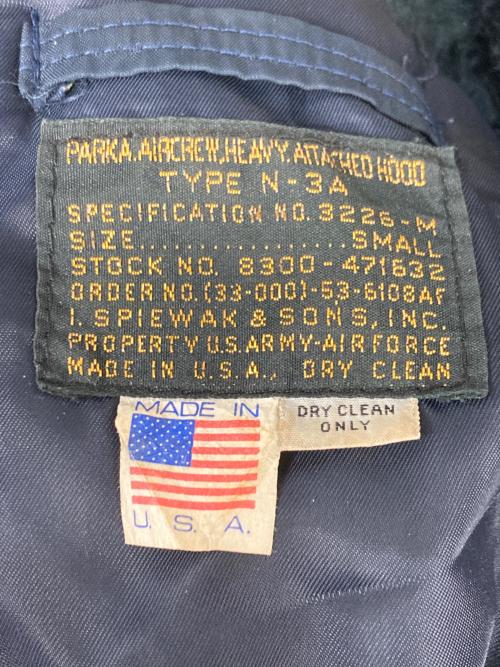 PARKA, AIRCREW, HEAVY. ATTACHED HOOD
TYPE N-3A
SPECIFICATION NO. 3226-M
SIZE..................SMALL
STOCK NO. 8300-471632
ORDER NO. (33-000)-53-6108AF
I. SPIEWAK & SONS, INC.
PROPERTY U.S. ARMY-AIR FORCE
MADE IN U.S.A., DRY CLEAN
MADE IN
U. S. A.
DRY CLEAN
ONLY